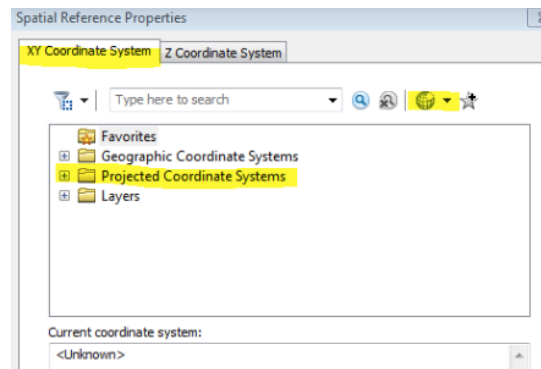 Spatial Reference Properties
XY Coordinate System Z Coordinate System
Type here to search
Favorites
Geographic Coordinate Systems
Projected Coordinate Systems
Layers
Current coordinate system:
<Unknown>